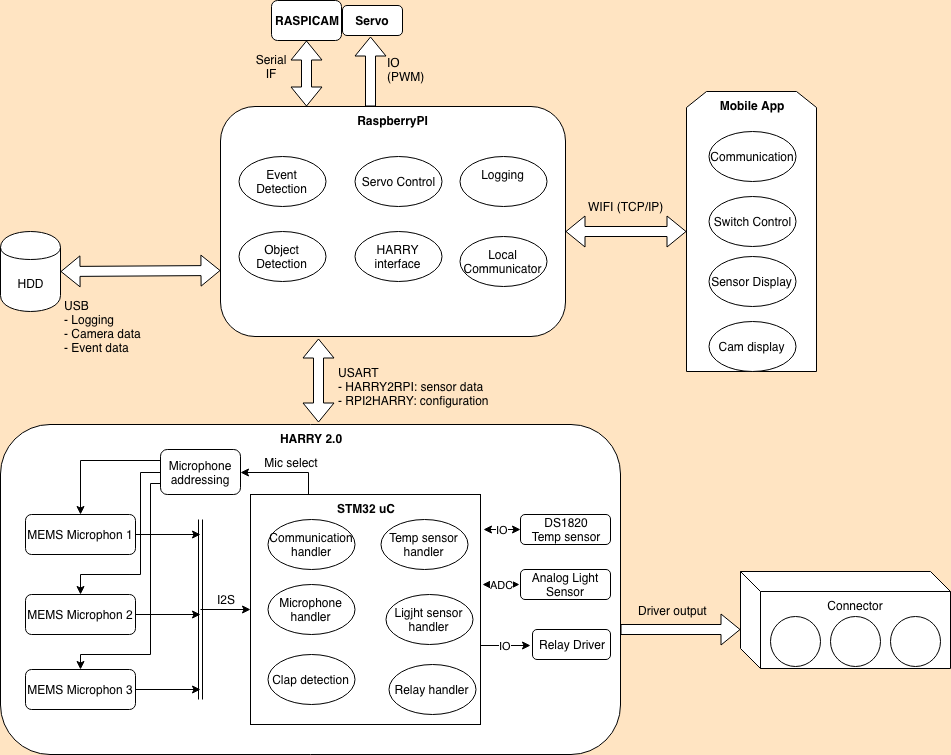 RASPICAM
Servo
Serial
IF
IO
(PWM)
RaspberryPI
Event
Detection
Servo Control
Logging
Object
Detection
HARRY
interface
Local
Communicator
Mobile App
Communication
Switch Control
Sensor Display
Cam display
WIFI (TCP/IP)
HDD
USB
- Logging
- Camera data
- Event data
USART
- HARRY2RPI: sensor data
- RPI2HARRY: configuration
HARRY 2.0
Microphone
addressing
Mic select
MEMS Microphon 1
MEMS Microphon 2
MEMS Microphon 3
I2S
STM32 uC
Communication
handler
Temp sensor
handler
Microphone
handler
Ligjht sensor
handler
Clap detection
Relay handler
IO
DS1820
Temp sensor
ADC
Analog Light
Sensor
IO
Relay Driver
Driver output
Connector